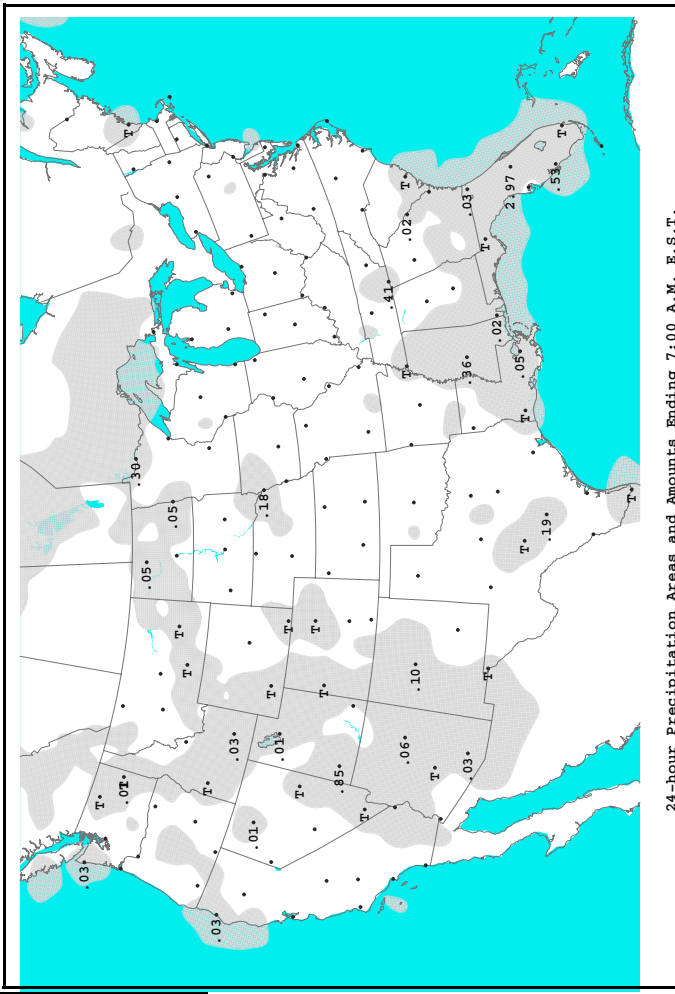 .03
T
.01
T
T
.30
.05
.05
T
T
T
.03
.03
.01
.18
T
.01
T
T
T
T
.85
T
.41
.06
T
.02
T
.10
T
.03
.36
.03
T
T
.02
2.97
.05
T
T
.19
.53
T
T
24-hour Precipitation Areas and Amounts Ending 7:00 A.M. E.S.T.